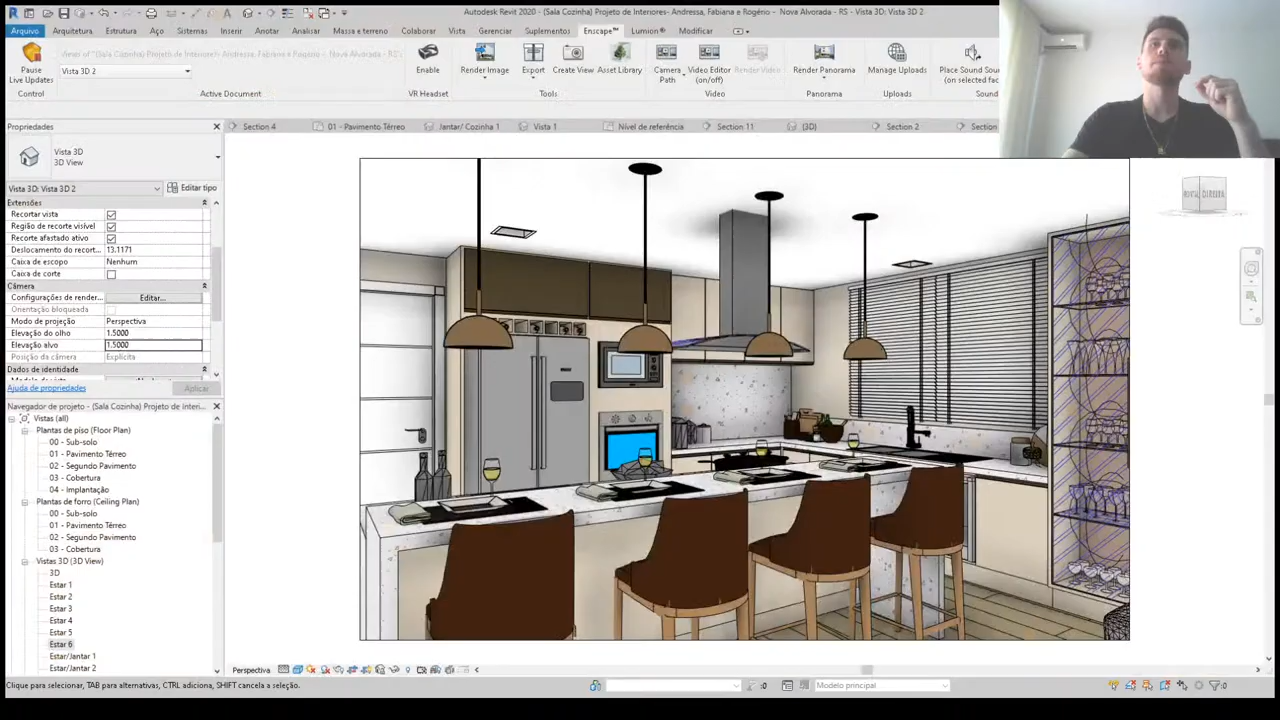 Autodesk Revit 2020 - (Sala Cozinha) Projeto de Interiores- Andressa, Fabiana e Rogério - Nova Alvorada - RS - Vista 3D: Vista 3D 2
Arquivo Arquitetura Estrutura Aço Sistemas Inserir Anotar Analisar Massa e terreno Colaborar Vista Gerenciar Suplementos Enscape™ Lumion® Modificar
Pause
Live Updates
Control
Vista 3D 2
Active Document
Enable
VR Headset
Render Image
Export
Create View
Asset Library
Tools
Camera
Path
Video Editor
(on/off)
Render Video
Video
Render Panorama
Panorama
Manage Uploads
Uploads
Place Sound Sou
(on selected fac
Sound
Propriedades
Section 4
01 - Pavimento Térreo
Jantar/ Cozinha 1
Vista 1
Nível de referência
Section 11
{3D}
Section 2
Section
Vista 3D
3D View
Vista 3D: Vista 3D 2
Editar tipo
Extensões
Recortar vista
Região de recorte visível
Recorte afastado ativo
Deslocamento do recort... 13.1171
Caixa de escopo Nenhum
Caixa de corte
Câmera
Configurações de render... Editar...
Orientação bloqueada
Modo de projeção Perspectiva
Elevação do olho 1.5000
Elevação alvo 1.5000
Posição da câmera Explícita
Dados de identidade
Ajuda de propriedades
Aplicar
Navegador de projeto - (Sala Cozinha) Projeto de interi...
Vistas (all)
Plantas de piso (Floor Plan)
00 - Sub-solo
01 - Pavimento Térreo
02 - Segundo Pavimento
03 - Cobertura
04 - Implantação
Plantas de forro (Ceiling Plan)
00 - Sub-solo
01 - Pavimento Térreo
02 - Segundo Pavimento
03 - Cobertura
Vistas 3D (3D View)
3D
Estar 1
Estar 2
Estar 3
Estar 4
Estar 5
Estar 6
Estar/Jantar 1
Estar/Jantar 2
DIREITA
Perspectiva
Clique para selecionar, TAB para alternativas, CTRL adiciona, SHIFT cancela a seleção.
:0
Modelo principal
:0